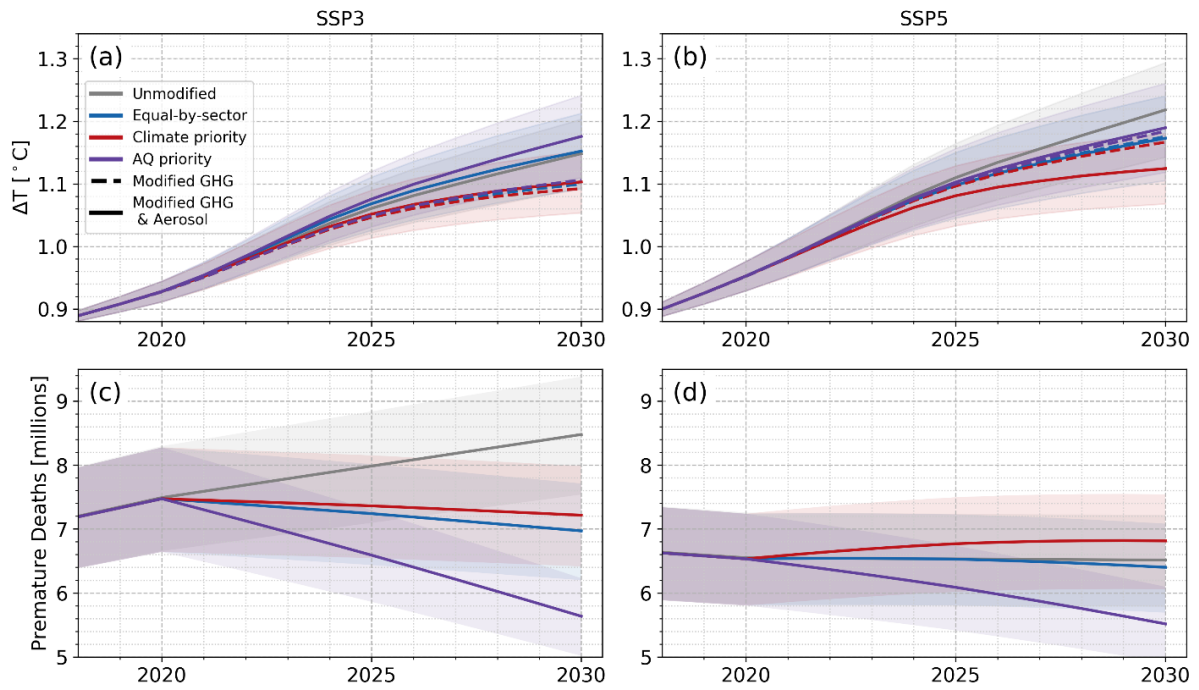 SSP3
SSP5
(a)
(b)
ΔT [°C]
1.3
1.2
1.1
1.0
0.9
Unmodified
Equal-by-sector
Climate priority
AQ priority
Modified GHG
Modified GHG
& Aerosol
2020
2025
2030
1.3
1.2
1.1
1.0
0.9
2020
2025
2030
(c)
(d)
Premature Deaths [millions]
9
8
7
6
5
2020
2025
2030
9
8
7
6
5
2020
2025
2030